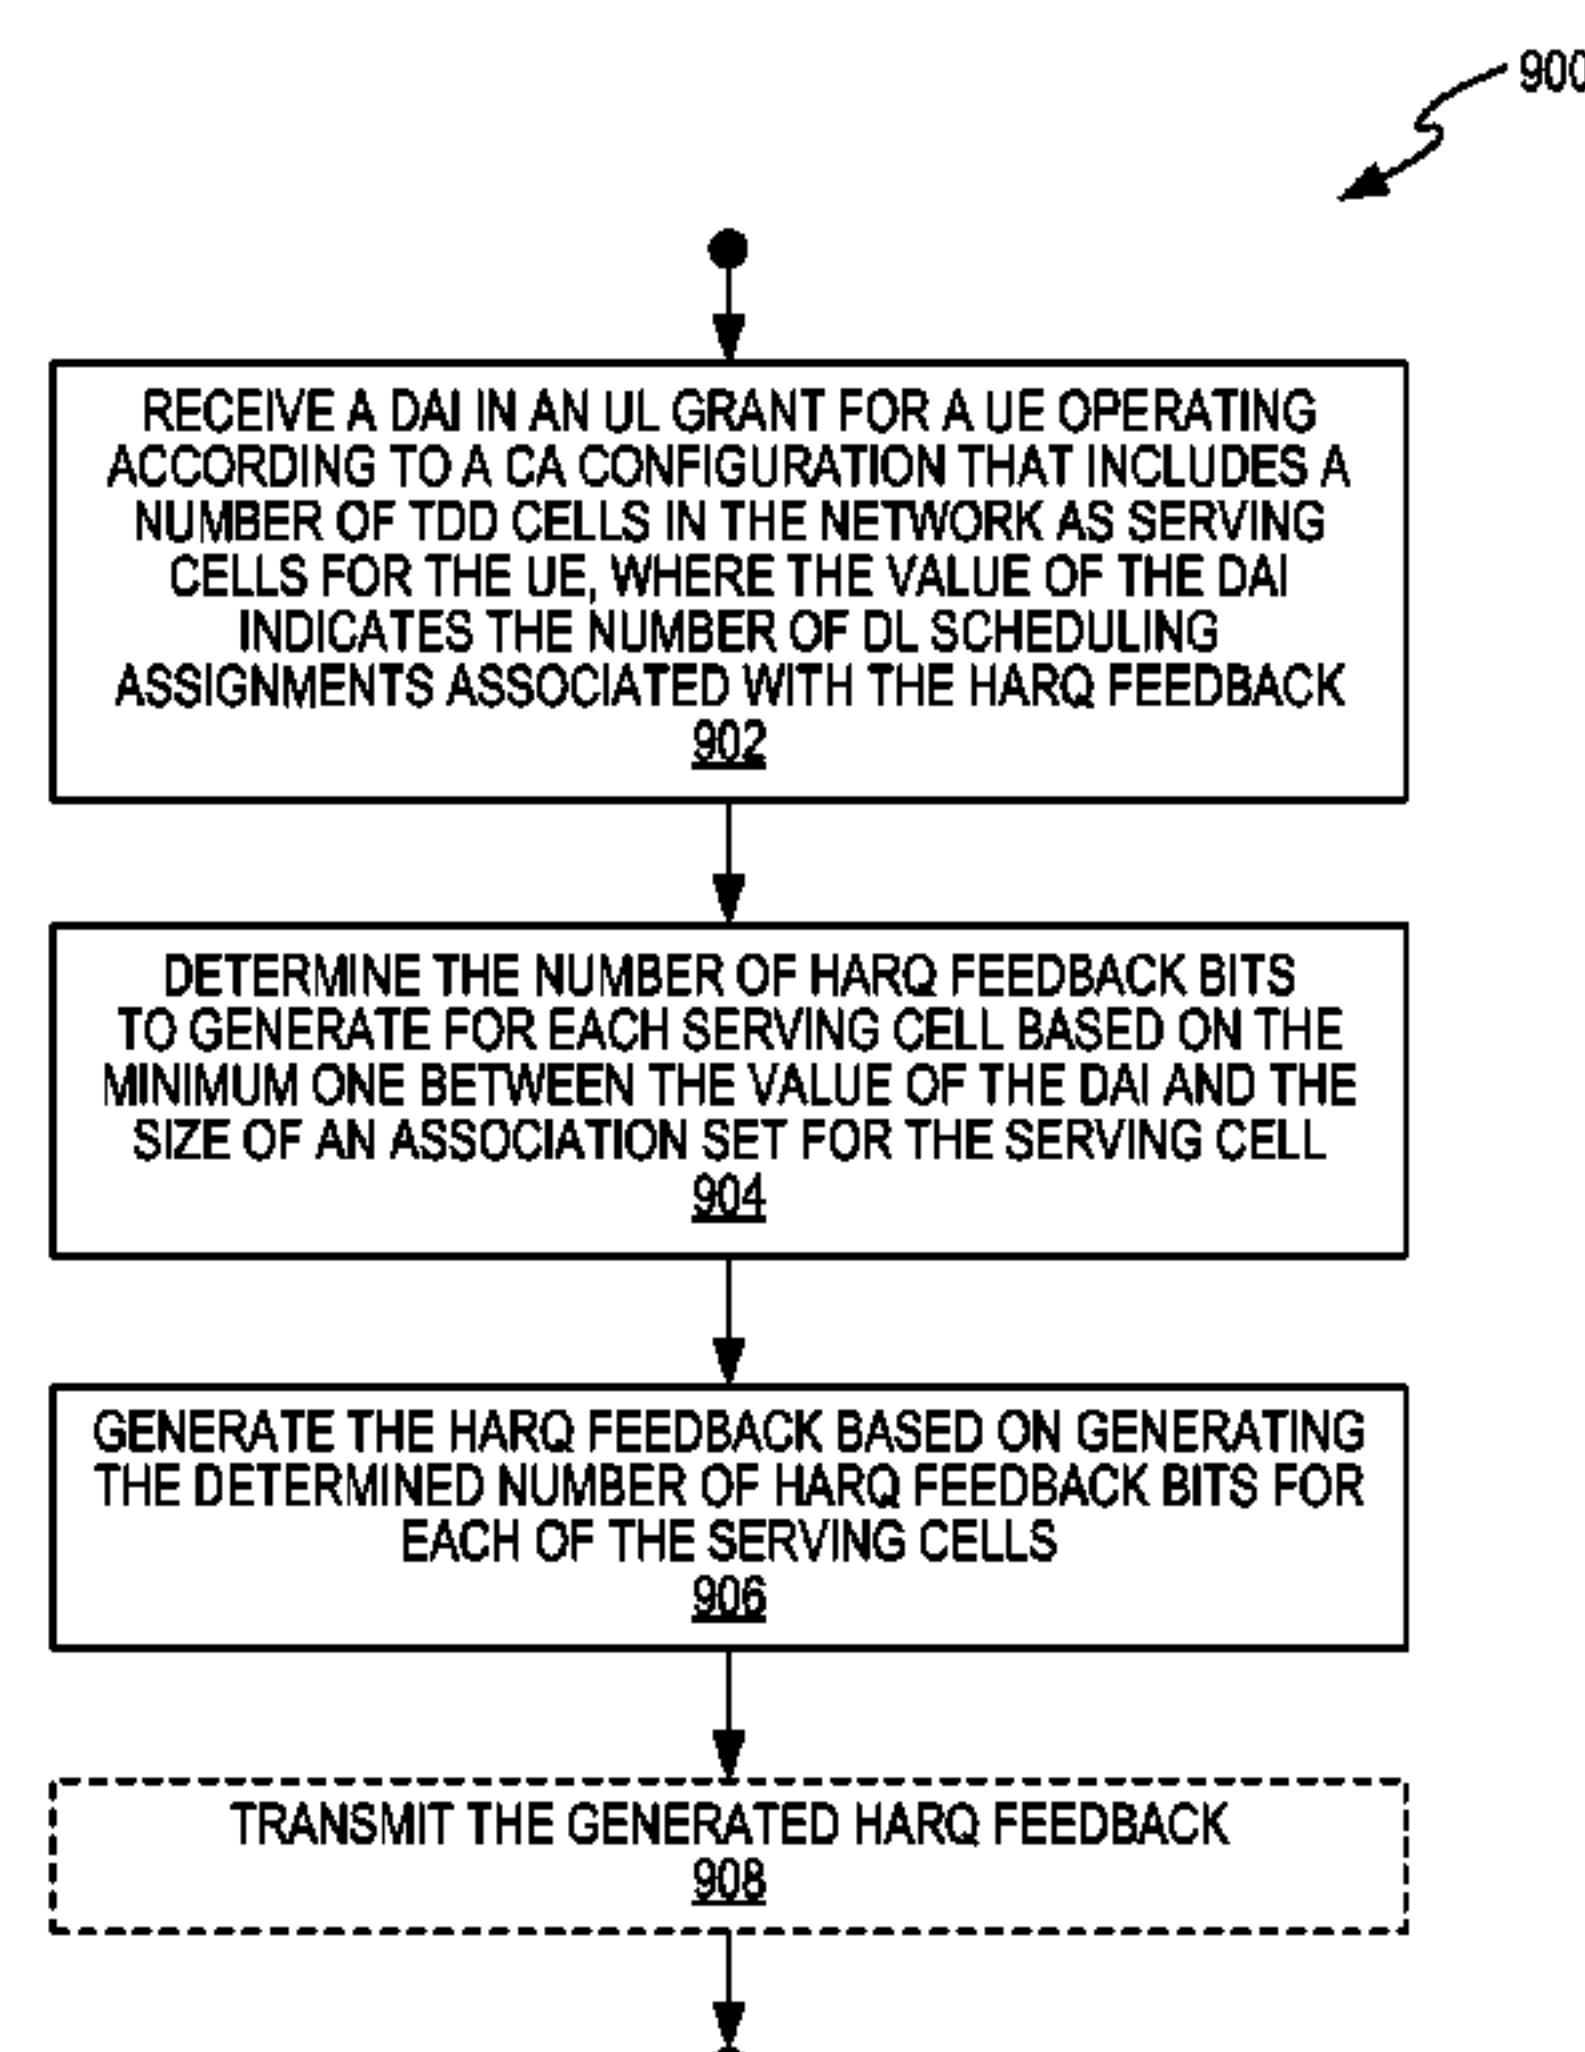 900
RECEIVE A DAI IN AN UL GRANT FOR A UE OPERATING
ACCORDING TO A CA CONFIGURATION THAT INCLUDES A
NUMBER OF TDD CELLS IN THE NETWORK AS SERVING
CELLS FOR THE UE, WHERE THE VALUE OF THE DAI
INDICATES THE NUMBER OF DL SCHEDULING
ASSIGNMENTS ASSOCIATED WITH THE HARQ FEEDBACK
902
DETERMINE THE NUMBER OF HARQ FEEDBACK BITS
TO GENERATE FOR EACH SERVING CELL BASED ON THE
MINIMUM ONE BETWEEN THE VALUE OF THE DAI AND THE
SIZE OF AN ASSOCIATION SET FOR THE SERVING CELL
904
GENERATE THE HARQ FEEDBACK BASED ON GENERATING
THE DETERMINED NUMBER OF HARQ FEEDBACK BITS FOR
EACH OF THE SERVING CELLS
906
TRANSMIT THE GENERATED HARQ FEEDBACK
908